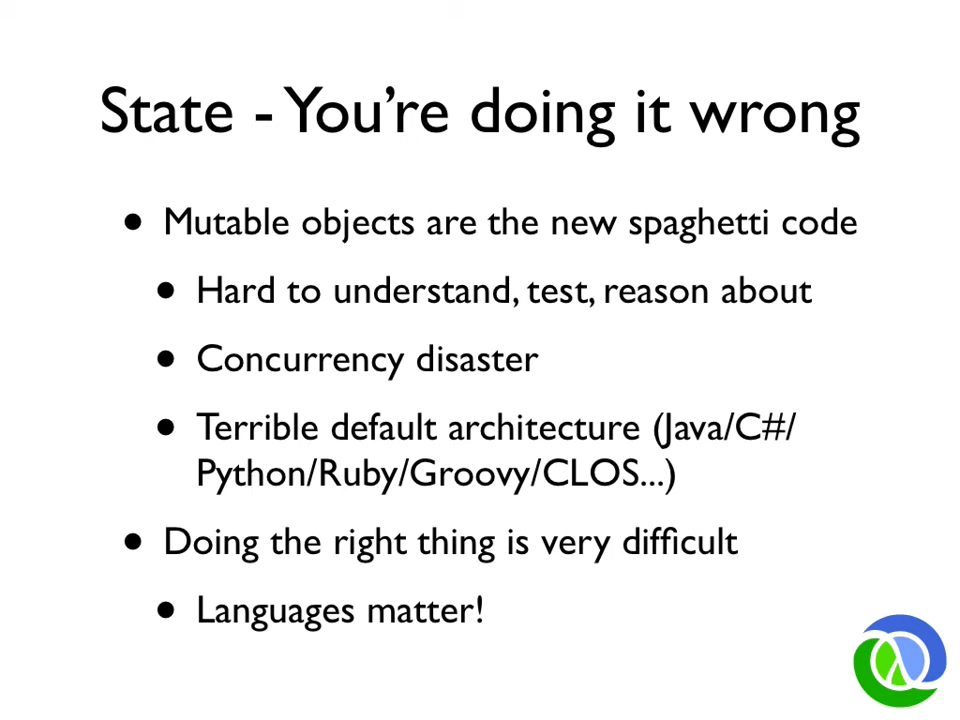 State - You're doing it wrong
• Mutable objects are the new spaghetti code
• Hard to understand, test, reason about
• Concurrency disaster
• Terrible default architecture (Java/C#/
Python/Ruby/Groovy/CLOS...)
• Doing the right thing is very difficult
• Languages matter!